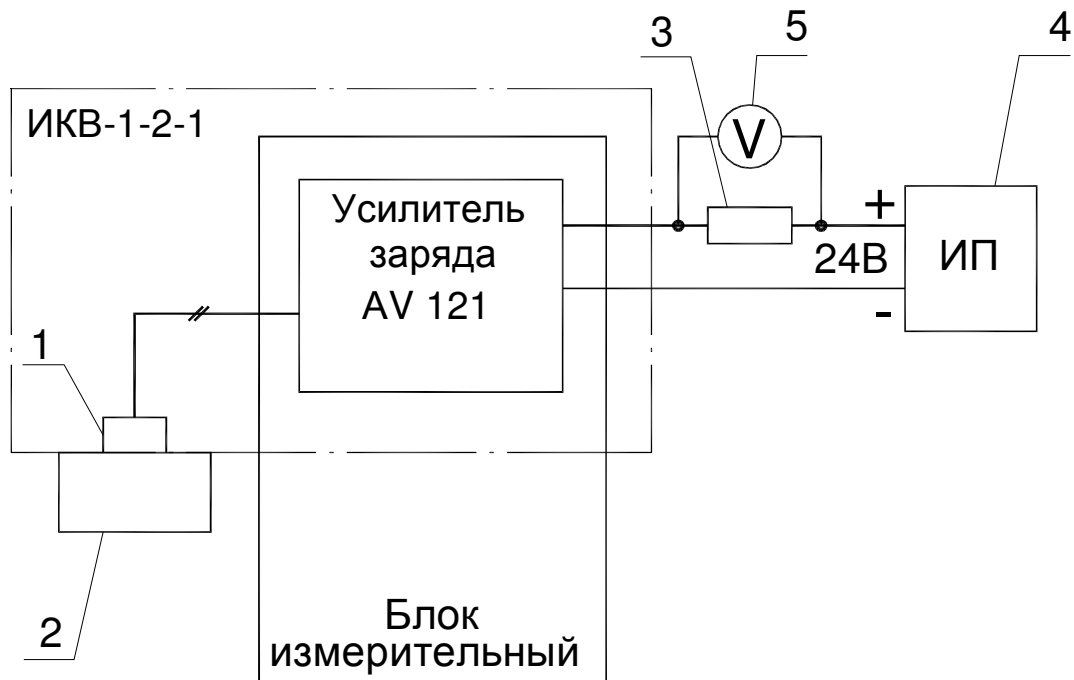 3
5
4
ИКВ-1-2-1
V
Усилитель
заряда
AV 121
+
24В
-
ИП
1
2
Блок
измерительный